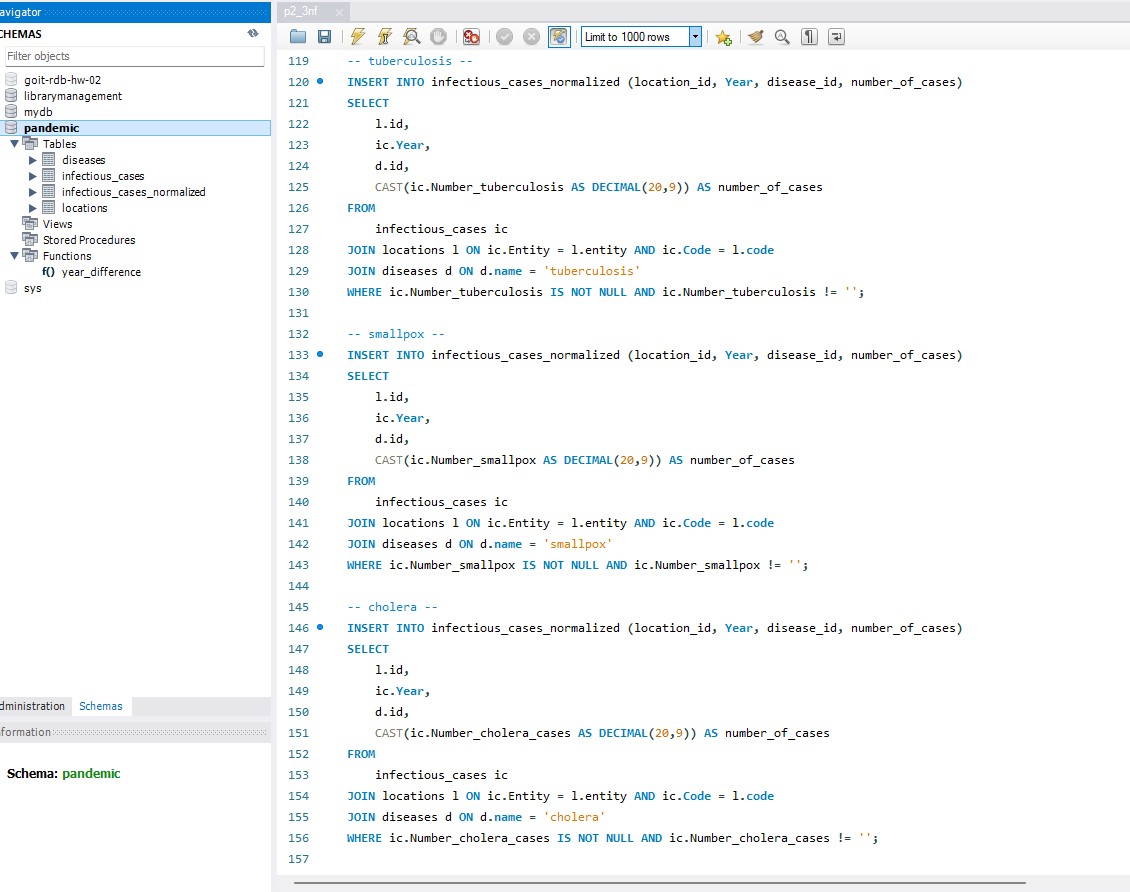 avigator
CHEMAS
Filter objects
goit-rdb-hw-02
librarymanagement
mydb
pandemic
Tables
diseases
infectious_cases
infectious_cases_normalized
locations
Views
Stored Procedures
Functions
f() year_difference
sys
dministration Schemas
formation
Schema: pandemic
p2_3nf
Limit to 1000 rows
119 -- tuberculosis --
120 INSERT INTO infectious_cases_normalized (location_id, Year, disease_id, number_of_cases)
121 SELECT
122 l.id,
123 ic.Year,
124 d.id,
125 CAST(ic.Number_tuberculosis AS DECIMAL(20,9)) AS number_of_cases
126 FROM
127 infectious_cases ic
128 JOIN locations l ON ic.Entity = l.entity AND ic.Code = l.code
129 JOIN diseases d ON d.name = 'tuberculosis'
130 WHERE ic.Number_tuberculosis IS NOT NULL AND ic.Number_tuberculosis != '';
131
132 -- smallpox --
133 INSERT INTO infectious_cases_normalized (location_id, Year, disease_id, number_of_cases)
134 SELECT
135 l.id,
136 ic.Year,
137 d.id,
138 CAST(ic.Number_smallpox AS DECIMAL(20,9)) AS number_of_cases
139 FROM
140 infectious_cases ic
141 JOIN locations l ON ic.Entity = l.entity AND ic.Code = l.code
142 JOIN diseases d ON d.name = 'smallpox'
143 WHERE ic.Number_smallpox IS NOT NULL AND ic.Number_smallpox != '';
144
145 -- cholera --
146 INSERT INTO infectious_cases_normalized (location_id, Year, disease_id, number_of_cases)
147 SELECT
148 l.id,
149 ic.Year,
150 d.id,
151 CAST(ic.Number_cholera_cases AS DECIMAL(20,9)) AS number_of_cases
152 FROM
153 infectious_cases ic
154 JOIN locations l ON ic.Entity = l.entity AND ic.Code = l.code
155 JOIN diseases d ON d.name = 'cholera'
156 WHERE ic.Number_cholera_cases IS NOT NULL AND ic.Number_cholera_cases != '';
157